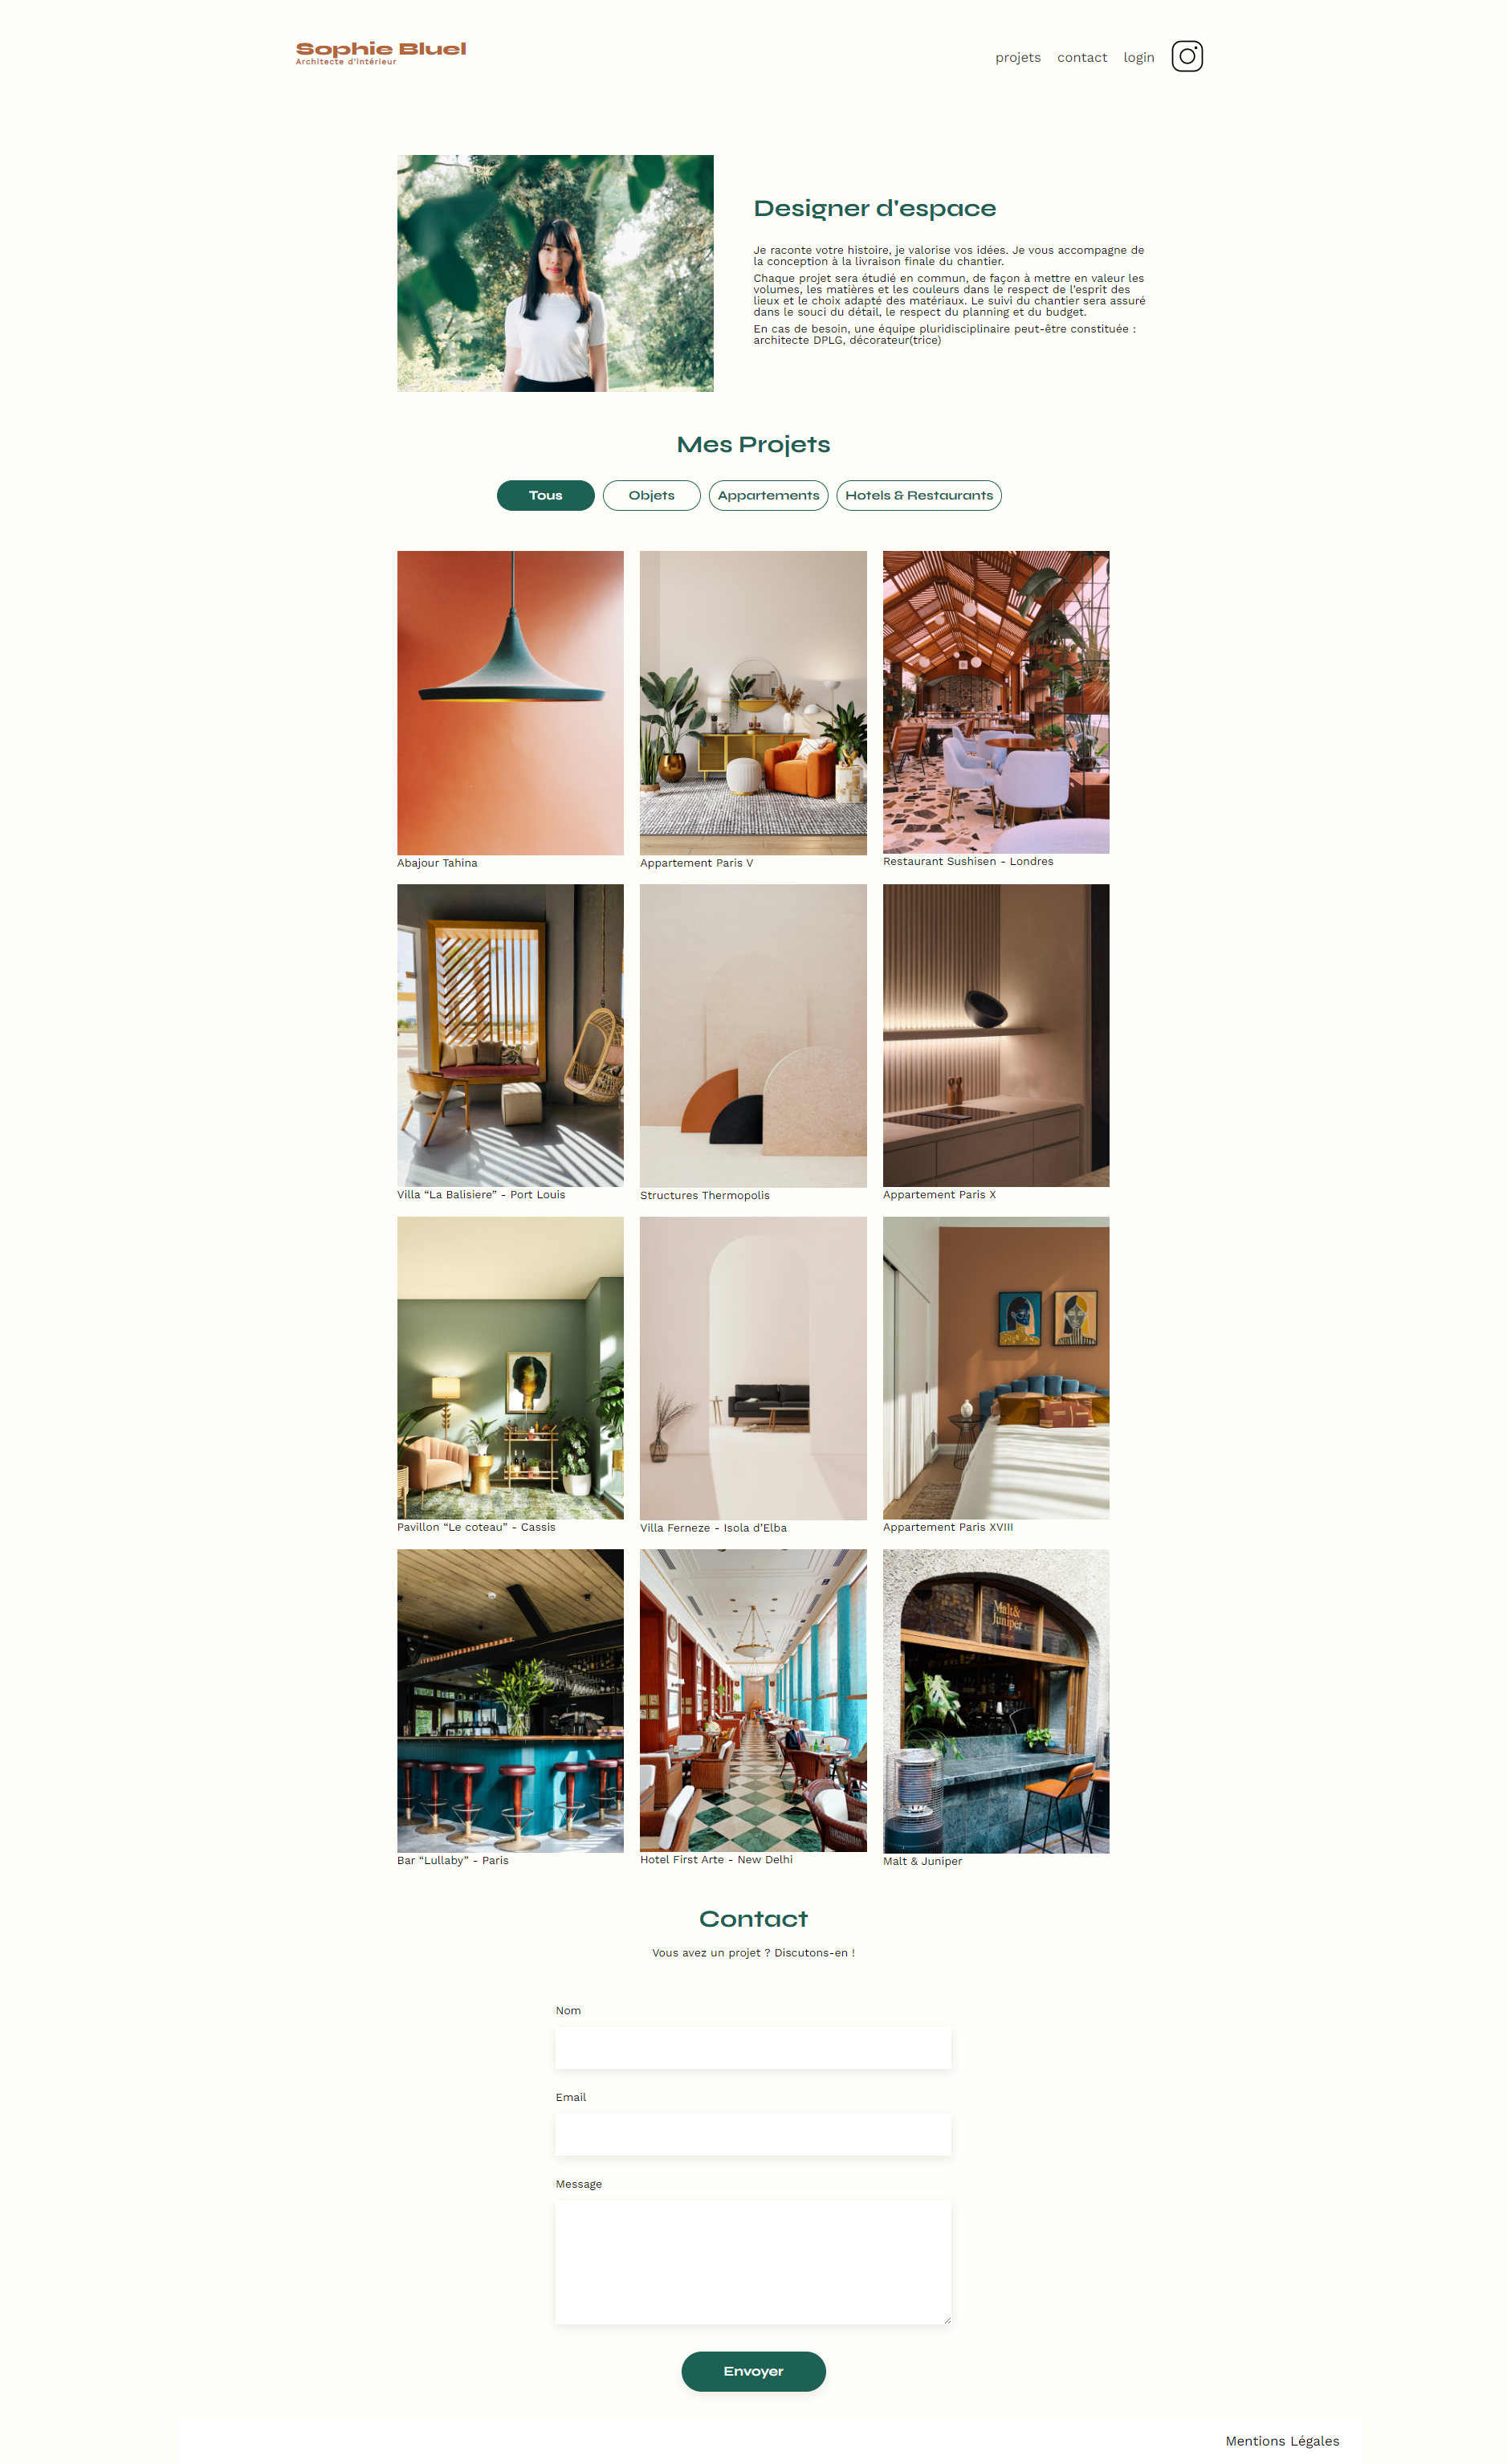 Sophie Bluel
Architecte d'intérieur
projets contact login
Designer d'espace
Je raconte votre histoire, je valorise vos idées. Je vous accompagne de
la conception à la livraison finale du chantier.
Chaque projet sera étudié en commun, de façon à mettre en valeur les
volumes, les matières et les couleurs dans le respect de l’esprit des
lieux et le choix adapté des matériaux. Le suivi du chantier sera assuré
dans le souci du détail, le respect du planning et du budget.
En cas de besoin, une équipe pluridisciplinaire peut-être constituée :
architecte DPLG, décorateur(trice)
Mes Projets
Tous Objets Appartements Hotels & Restaurants
Abajour Tahina
Appartement Paris V
Restaurant Sushisen - Londres
Villa “La Balisiere” - Port Louis
Structures Thermopolis
Appartement Paris X
Pavillon “Le coteau” - Cassis
Villa Ferneze - Isola d’Elba
Appartement Paris XVIII
Malt&
Juniper
Bar “Lullaby” - Paris
Hotel First Arte - New Delhi
Malt & Juniper
Contact
Vous avez un projet ? Discutons-en !
Nom
Email
Message
Envoyer
Mentions Légales